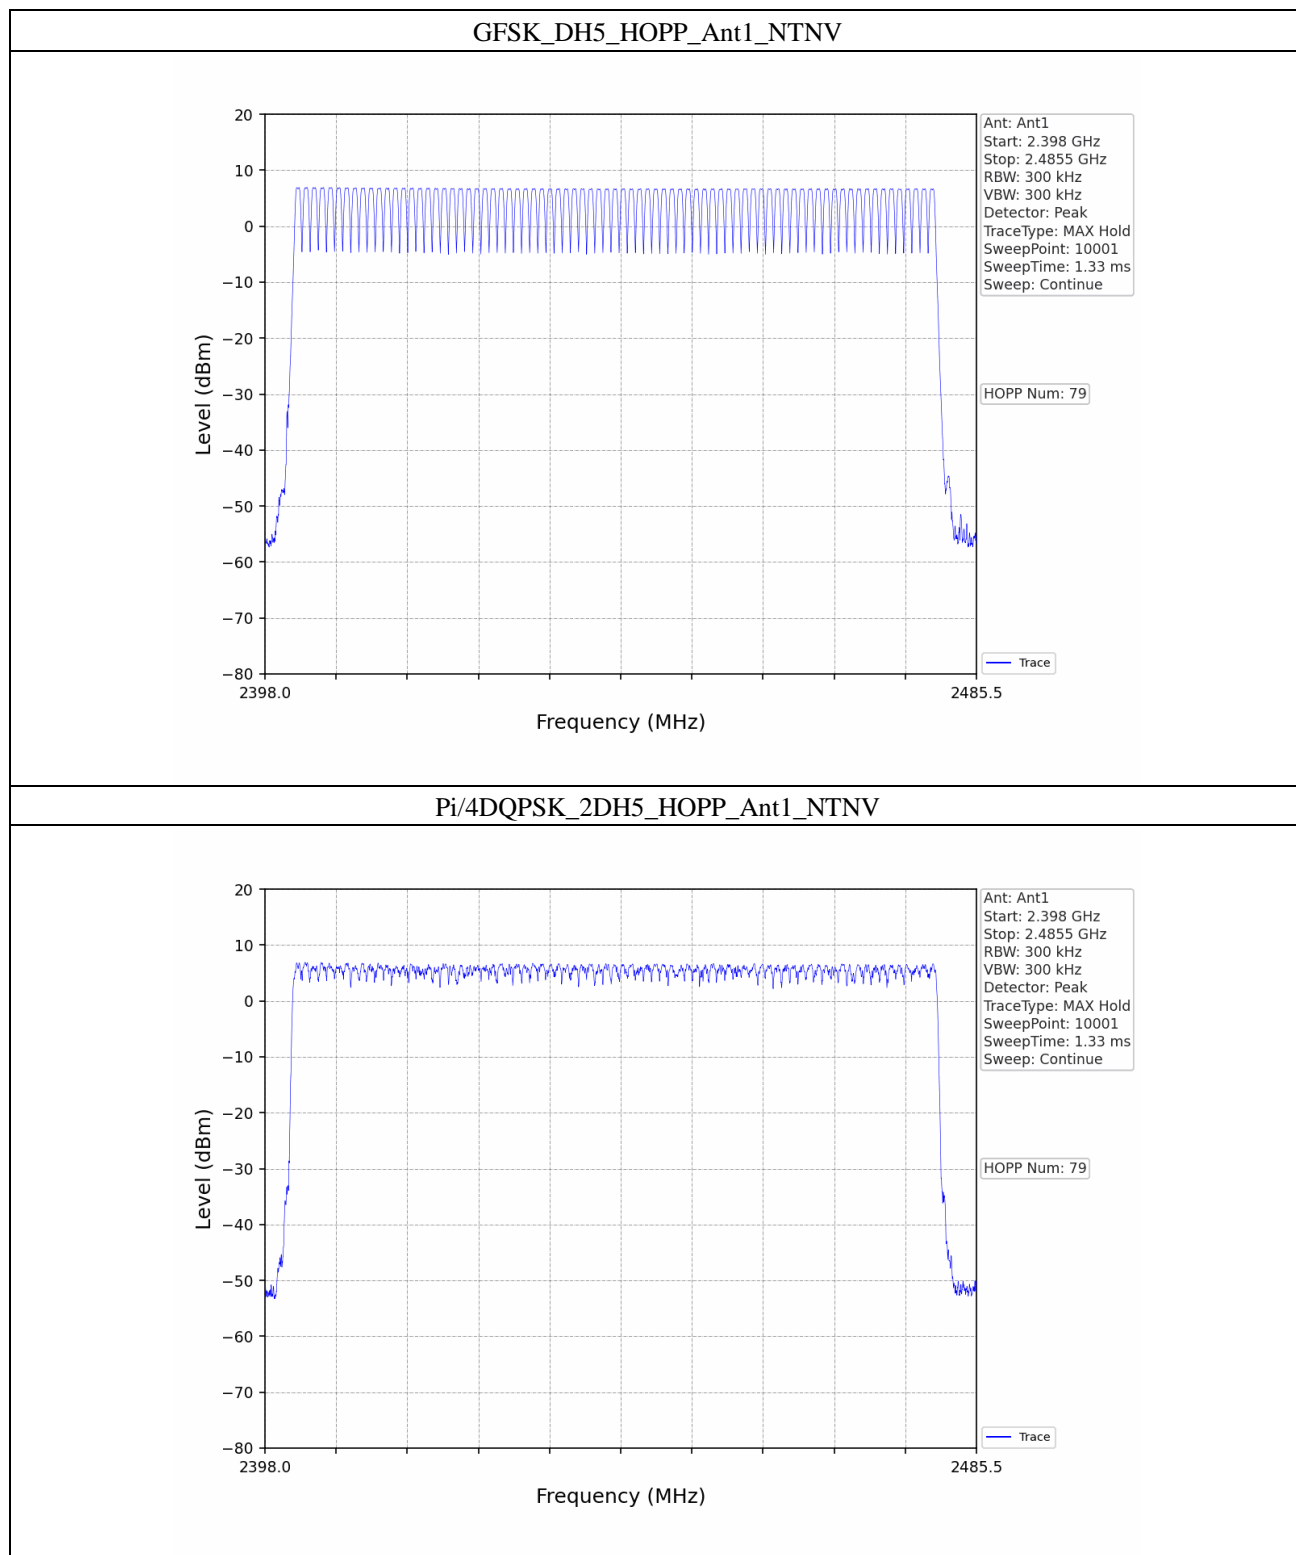 GFSK_DH5_HOPP_Ant1_NTNV
20
10
0
−10
−20
−30
−40
−50
−60
−70
−80
Level (dBm)
2398.0
2485.5
Frequency (MHz)
Ant: Ant1
Start: 2.398 GHz
Stop: 2.4855 GHz
RBW: 300 kHz
VBW: 300 kHz
Detector: Peak
TraceType: MAX Hold
SweepPoint: 10001
SweepTime: 1.33 ms
Sweep: Continue
HOPP Num: 79
Trace
Pi/4DQPSK_2DH5_HOPP_Ant1_NTNV
20
10
0
−10
−20
−30
−40
−50
−60
−70
−80
Level (dBm)
2398.0
2485.5
Frequency (MHz)
Ant: Ant1
Start: 2.398 GHz
Stop: 2.4855 GHz
RBW: 300 kHz
VBW: 300 kHz
Detector: Peak
TraceType: MAX Hold
SweepPoint: 10001
SweepTime: 1.33 ms
Sweep: Continue
HOPP Num: 79
Trace